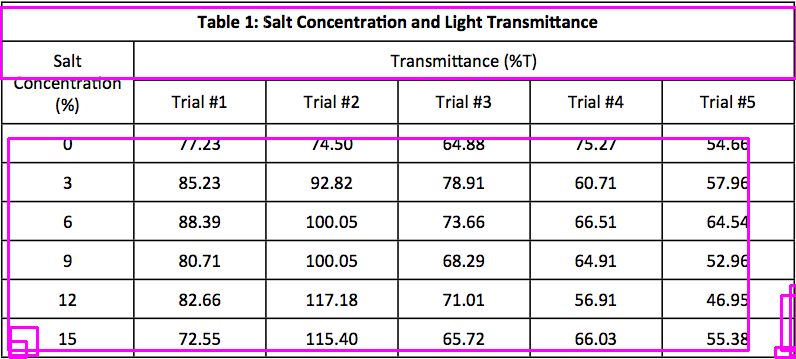 Table 1: Salt Concentration and Light Transmittance
Salt Concentration (%) Transmittance (%T)
Trial #1 Trial #2 Trial #3 Trial #4 Trial #5
0 77.23 74.50 64.88 75.27 54.66
3 85.23 92.82 78.91 60.71 57.96
6 88.39 100.05 73.66 66.51 64.54
9 80.71 100.05 68.29 64.91 52.96
12 82.66 117.18 71.01 56.91 46.95
15 72.55 115.40 65.72 66.03 55.38